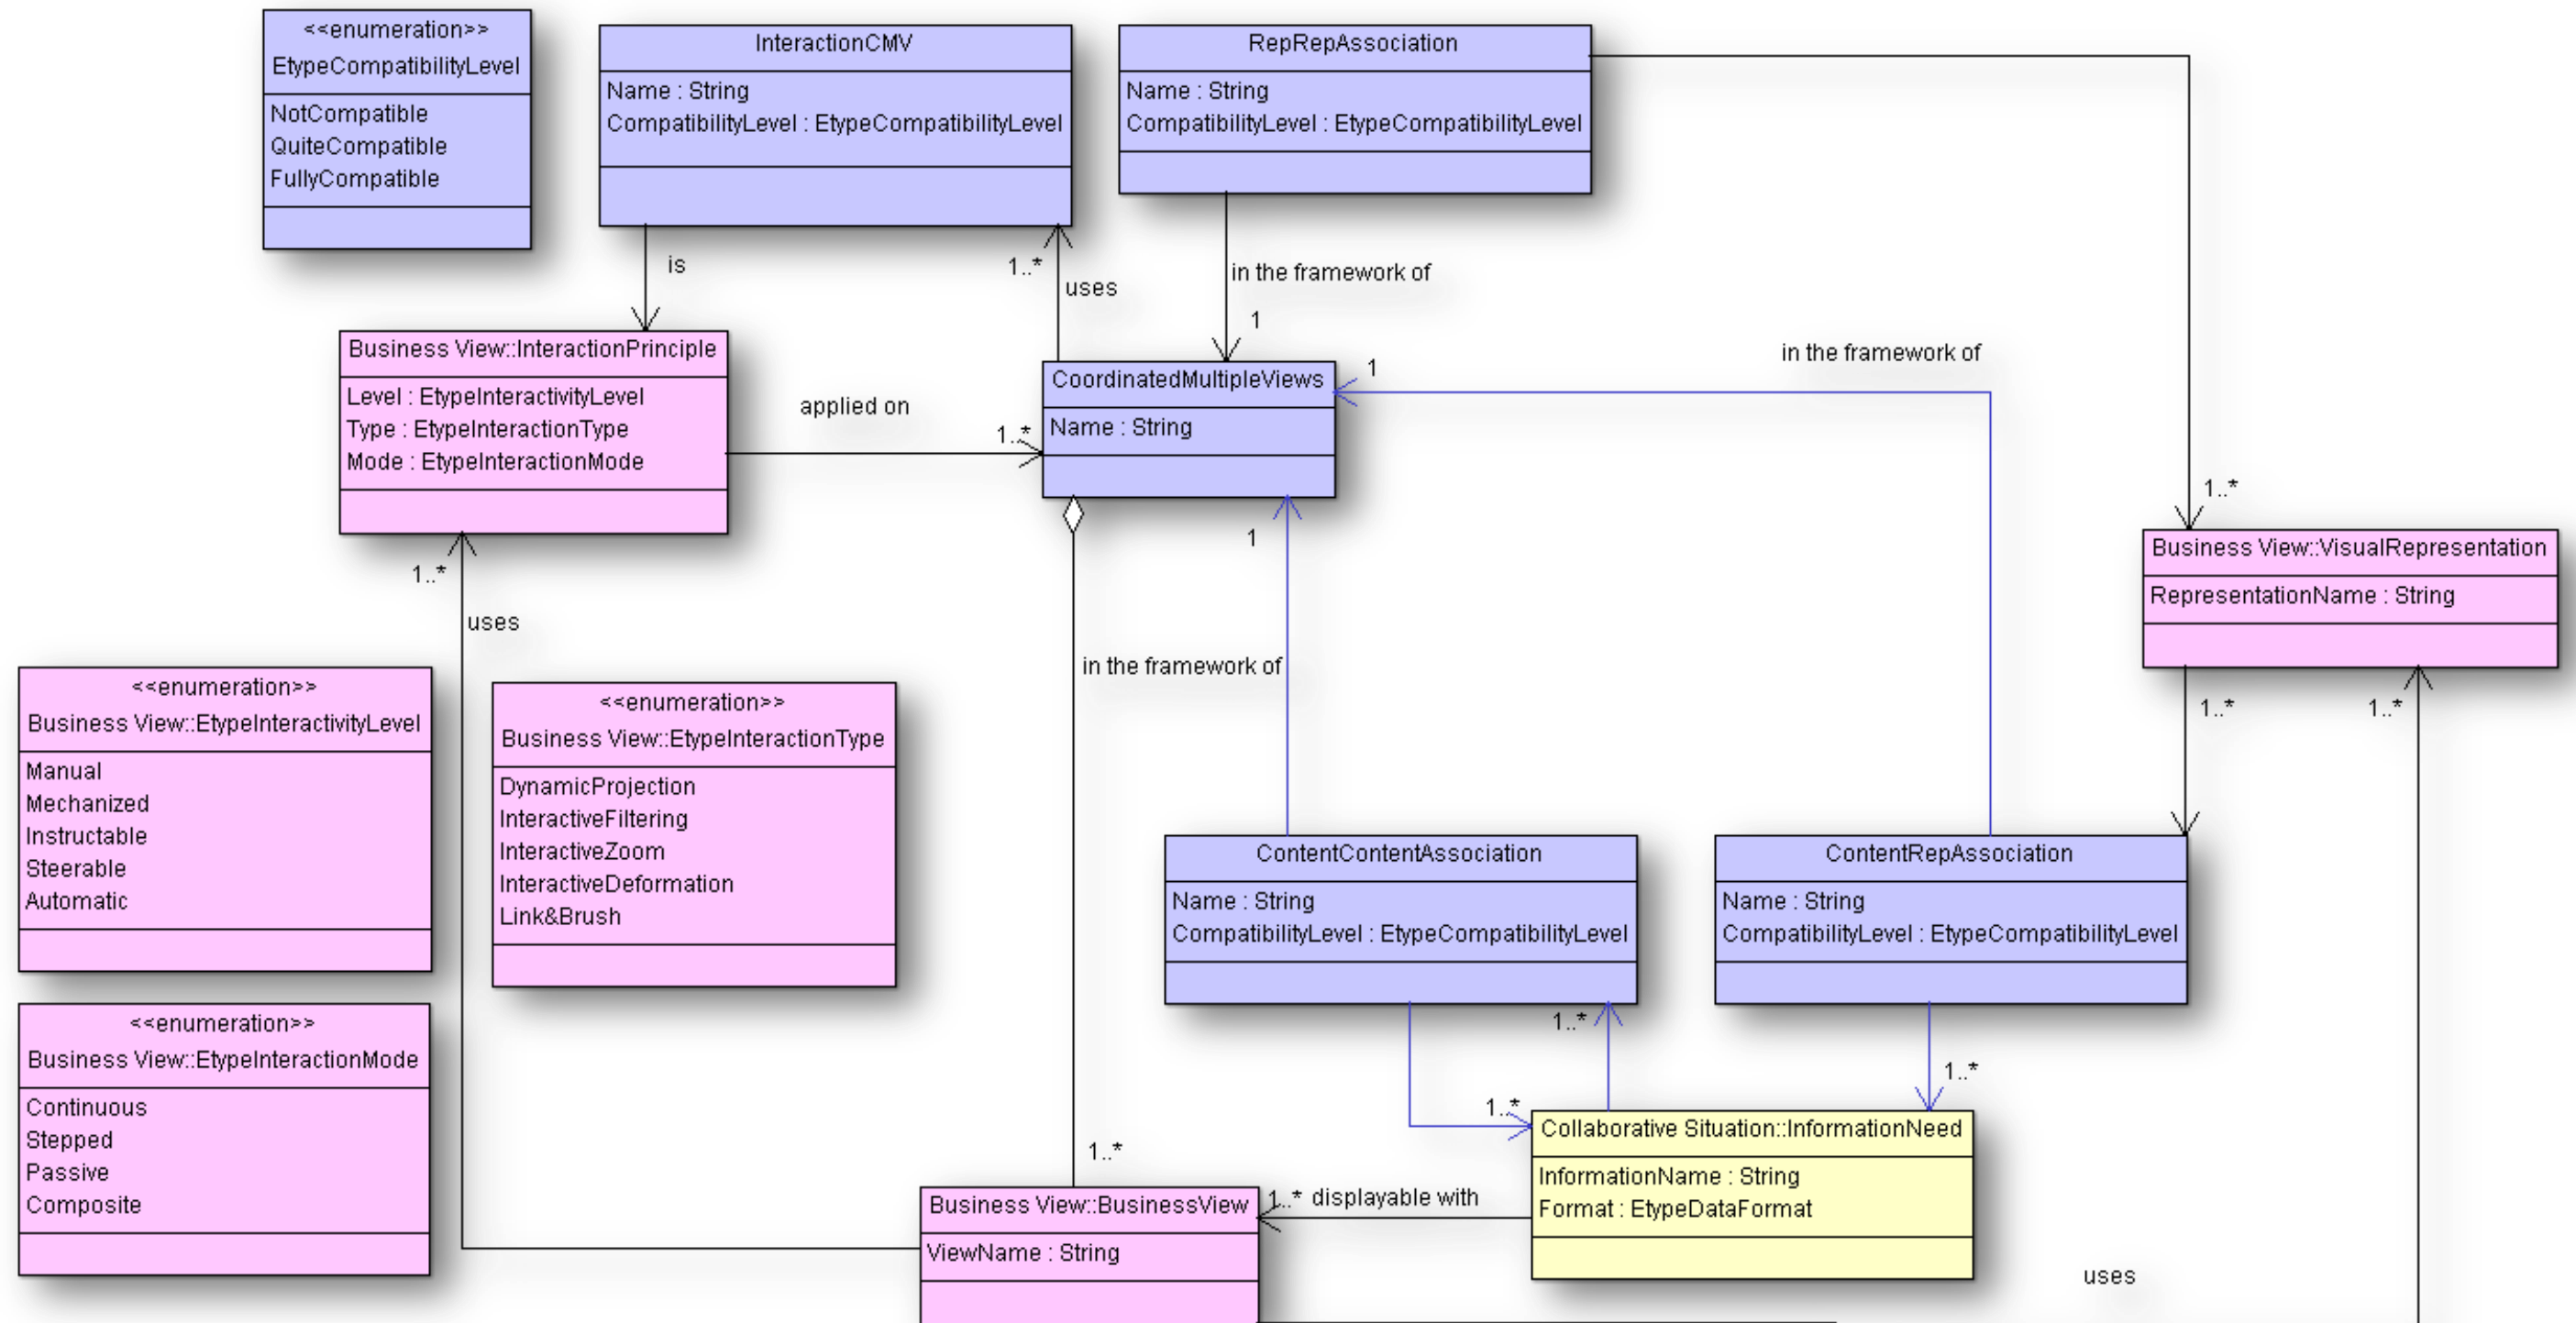 <<enumeration>>
EtypeCompatibilityLevel
NotCompatible
QuiteCompatible
FullyCompatible
InteractionCMV
Name : String
CompatibilityLevel : EtypeCompatibilityLevel
RepRepAssociation
Name : String
CompatibilityLevel : EtypeCompatibilityLevel
is
1..*
uses
in the framework of
1
Business View::InteractionPrinciple
Level : EtypeInteractivityLevel
Type : EtypeInteractionType
Mode : EtypeInteractionMode
applied on
1..*
CoordinatedMultipleViews
Name : String
1
in the framework of
1..*
Business View::VisualRepresentation
RepresentationName : String
1..*
uses
1
in the framework of
1..*
1..*
<<enumeration>>
Business View::EtypeInteractivityLevel
Manual
Mechanized
Instructable
Steerable
Automatic
<<enumeration>>
Business View::EtypeInteractionType
DynamicProjection
InteractiveFiltering
InteractiveZoom
InteractiveDeformation
Link&Brush
ContentContentAssociation
Name : String
CompatibilityLevel : EtypeCompatibilityLevel
ContentRepAssociation
Name : String
CompatibilityLevel : EtypeCompatibilityLevel
<<enumeration>>
Business View::EtypeInteractionMode
Continuous
Stepped
Passive
Composite
1..*
1..*
1..*
1..*
Collaborative Situation::InformationNeed
InformationName : String
Format : EtypeDataFormat
Business View::BusinessView
ViewName : String
1..* displayable with
uses